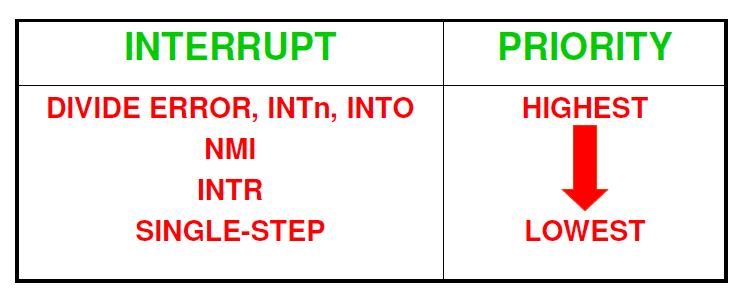 INTERRUPT PRIORITY
DIVIDE ERROR, INTn, INTO HIGHEST
NMI
INTR
SINGLE-STEP LOWEST